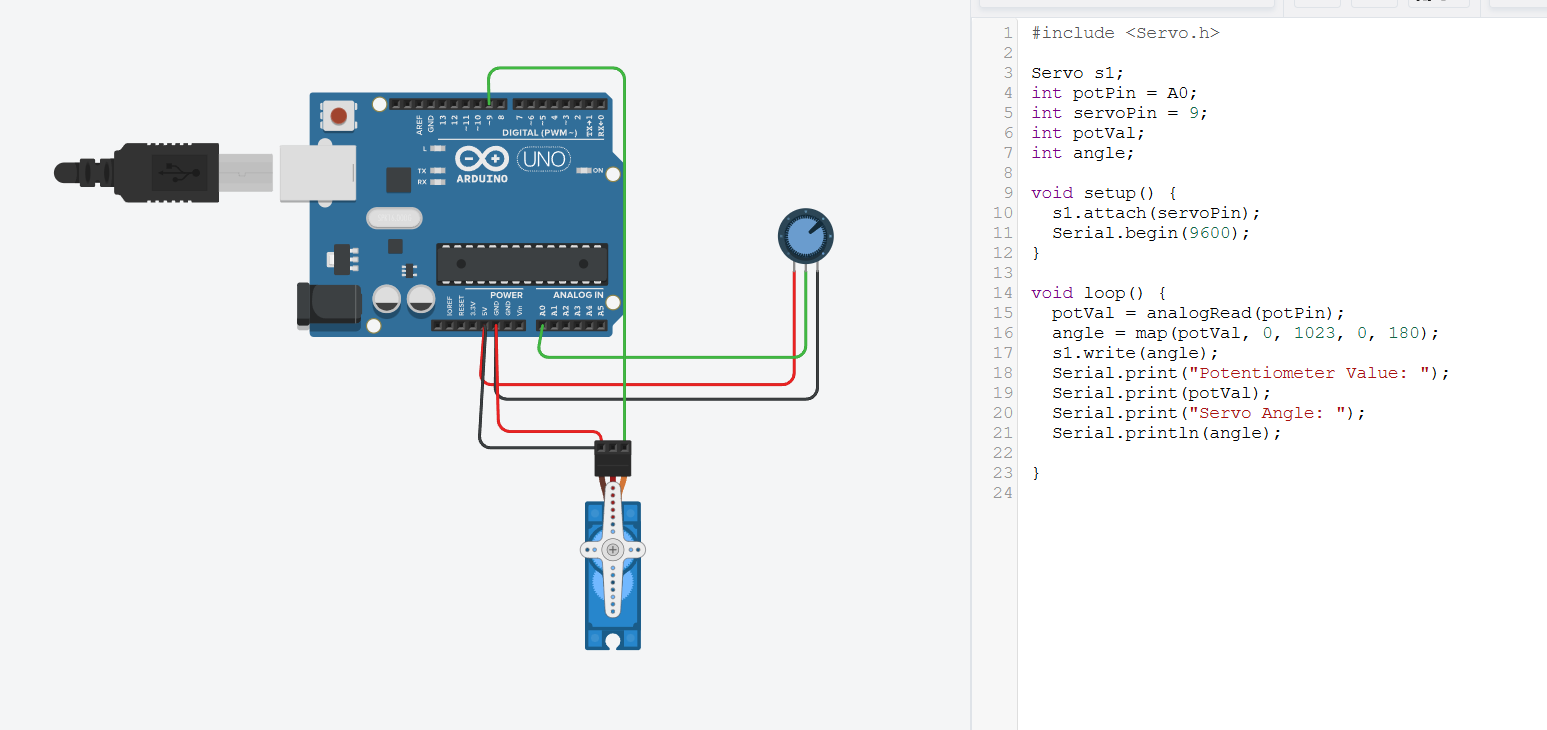 AREF
GND
13
12
~11
~10
~9
8
7
~6
~5
4
~3
2
TX→1
RX←0
DIGITAL (PWM~)
L
TX
RX
ARDUINO
UNO
ON
IOREF
RESET
3.3V
5V
GND
GND
Vin
POWER
ANALOG IN
A0
A1
A2
A3
A4
A5
1 #include <Servo.h>
2
3 Servo s1;
4 int potPin = A0;
5 int servoPin = 9;
6 int potVal;
7 int angle;
8
9 void setup() {
10 s1.attach(servoPin);
11 Serial.begin(9600);
12 }
13
14 void loop() {
15 potVal = analogRead(potPin);
16 angle = map(potVal, 0, 1023, 0, 180);
17 s1.write(angle);
18 Serial.print("Potentiometer Value: ");
19 Serial.print(potVal);
20 Serial.print("Servo Angle: ");
21 Serial.println(angle);
22
23 }
24